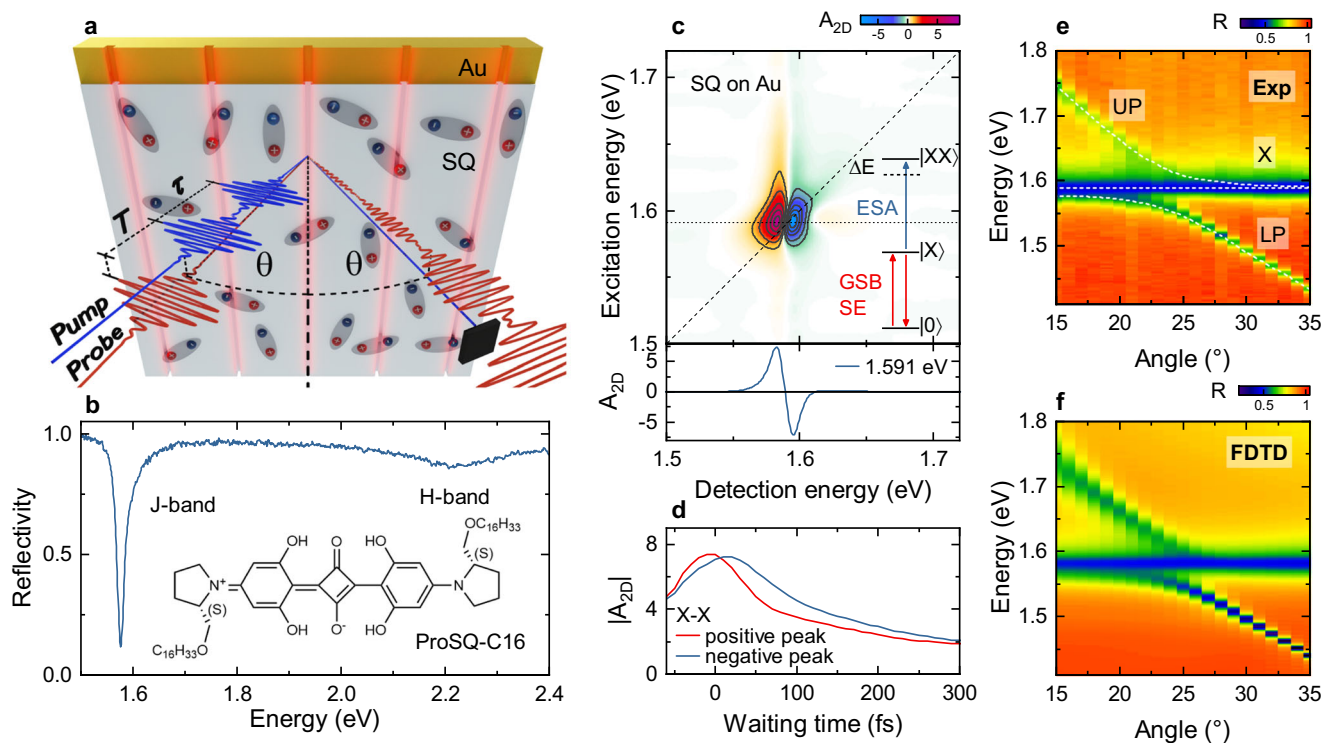 a
Au
SQ
τ
T
θ
θ
Pump
Probe
b
1.0
0.5
0.0
Reflectivity
J-band
H-band
OC₁₆H₃₃
(S)
OH
O
HO
N⁺
N
(S)
OH
O⁻
HO
C₁₆H₃₃O
ProSQ-C16
1.6
1.8
2.0
2.2
2.4
Energy (eV)
c
A₂D
-5
0
5
SQ on Au
1.7
1.6
Excitation energy (eV)
|XX⟩
ΔE
ESA
|X⟩
GSB
SE
|0⟩
1.5
0
-5
A₂D
1.591 eV
1.5
1.6
1.7
Detection energy (eV)
d
8
4
0
|A₂D|
X-X
positive peak
negative peak
0
100
200
300
Waiting time (fs)
e
R
0.5
1
1.8
1.7
1.6
1.5
Energy (eV)
UP
Exp
X
LP
15
20
25
30
35
Angle (°)
f
R
0.5
1
1.8
1.7
1.6
1.5
Energy (eV)
FDTD
15
20
25
30
35
Angle (°)